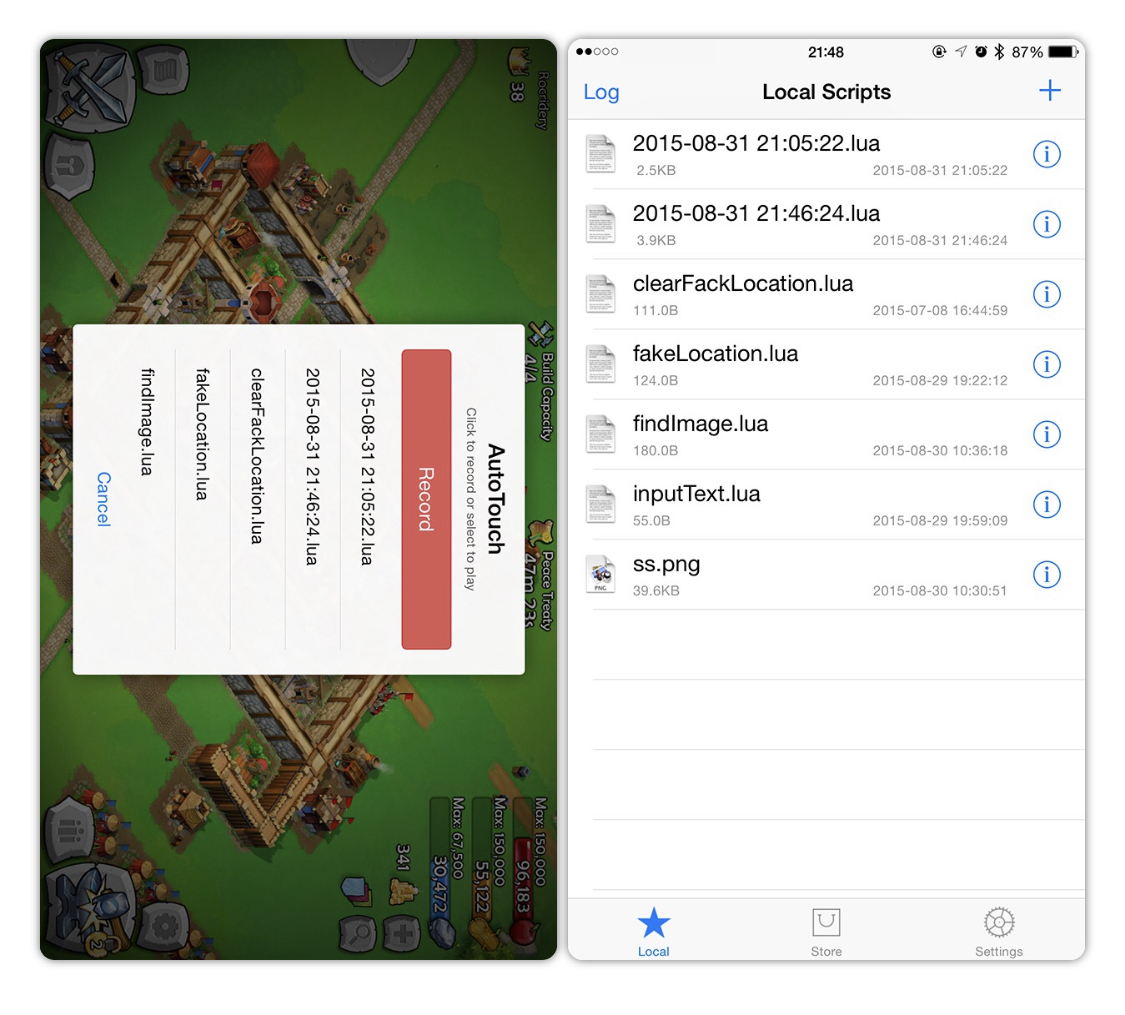 Rocridery
38
Build Capacity
4/4
Peace Treaty
47m 23s
Max: 150,000
96,183
Max: 150,000
55,122
Max: 67,500
30,472
341
2
AutoTouch
Click to record or select to play
Record
2015-08-31 21:05:22.lua
2015-08-31 21:46:24.lua
clearFackLocation.lua
fakeLocation.lua
findImage.lua
Cancel
21:48
87%
Log
Local Scripts
2015-08-31 21:05:22.lua
2.5KB 2015-08-31 21:05:22
2015-08-31 21:46:24.lua
3.9KB 2015-08-31 21:46:24
clearFackLocation.lua
111.0B 2015-07-08 16:44:59
fakeLocation.lua
124.0B 2015-08-29 19:22:12
findImage.lua
180.0B 2015-08-30 10:36:18
inputText.lua
55.0B 2015-08-29 19:59:09
ss.png
PNG
39.6KB 2015-08-30 10:30:51
Local
Store
Settings